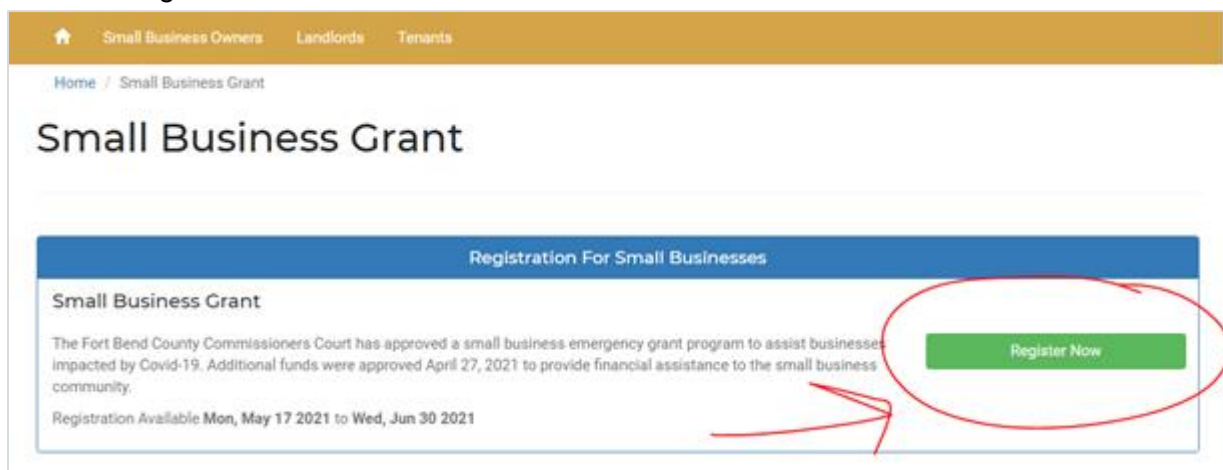 Small Business Owners Landlords Tenants
Home / Small Business Grant
Small Business Grant
Registration For Small Businesses
Small Business Grant
The Fort Bend County Commissioners Court has approved a small business emergency grant program to assist businesses
impacted by Covid-19. Additional funds were approved April 27, 2021 to provide financial assistance to the small business
community.
Register Now
Registration Available Mon, May 17 2021 to Wed, Jun 30 2021